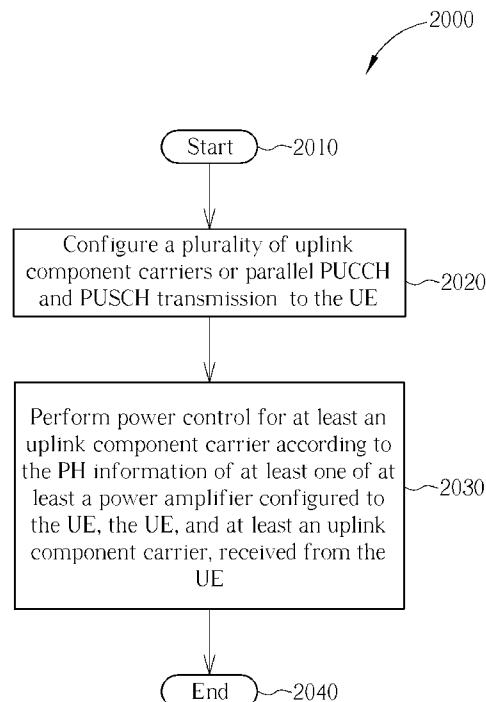 2000
Start
2010
Configure a plurality of uplink
component carriers or parallel PUCCH
and PUSCH transmission to the UE
2020
Perform power control for at least an
uplink component carrier according to
the PH information of at least one of at
least a power amplifier configured to
the UE, the UE, and at least an uplink
component carrier, received from the
UE
2030
End
2040